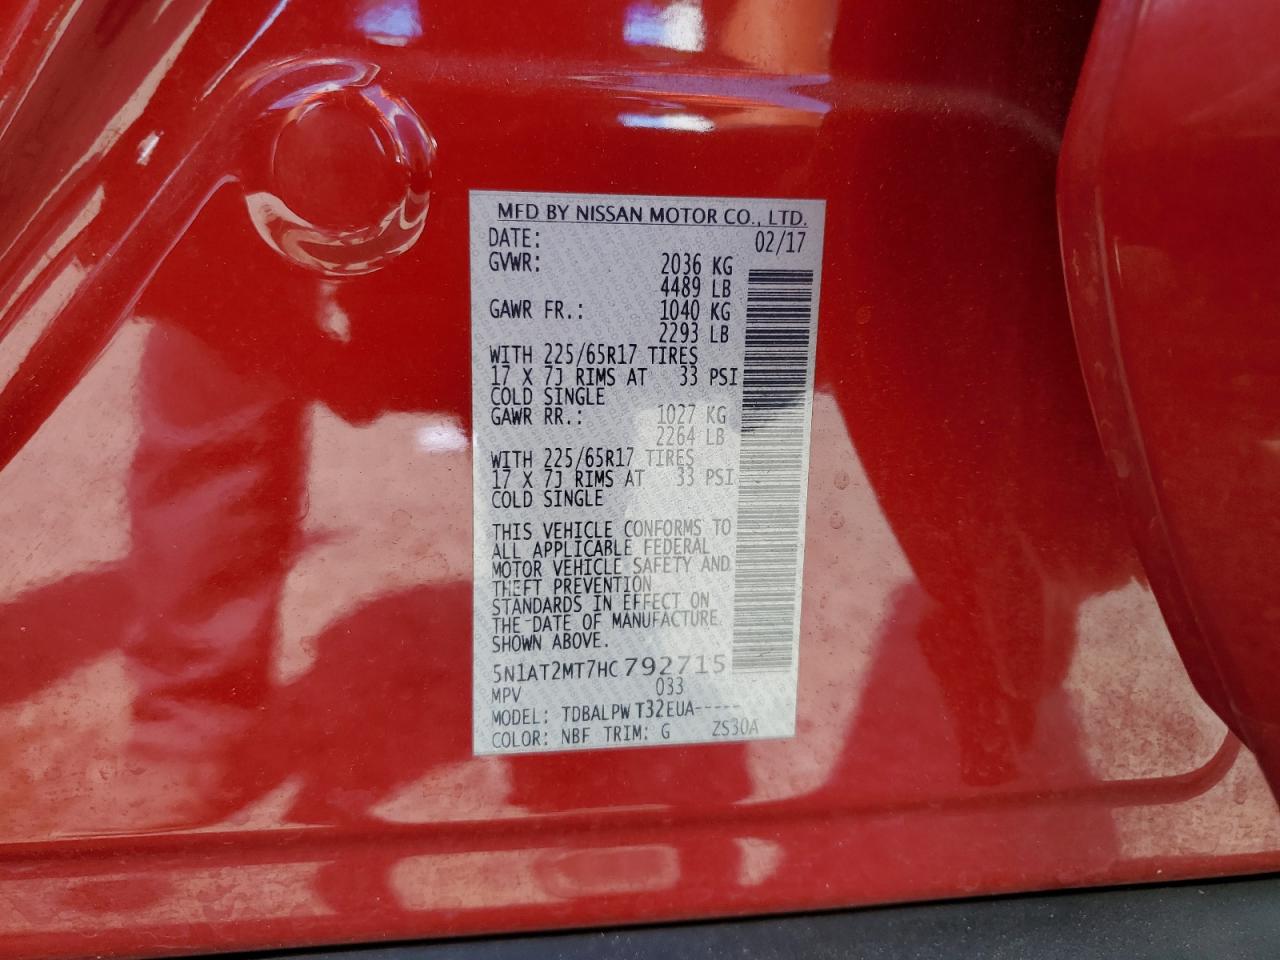 MFD BY NISSAN MOTOR CO., LTD.
DATE: 02/17
GVWR: 2036 KG
4489 LB
GAWR FR.: 1040 KG
2293 LB
WITH 225/65R17 TIRES
17 X 7J RIMS AT 33 PSI
COLD SINGLE
GAWR RR.: 1027 KG
2264 LB
WITH 225/65R17 TIRES
17 X 7J RIMS AT 33 PSI
COLD SINGLE
THIS VEHICLE CONFORMS TO
ALL APPLICABLE FEDERAL
MOTOR VEHICLE SAFETY AND
THEFT PREVENTION
STANDARDS IN EFFECT ON
THE DATE OF MANUFACTURE
SHOWN ABOVE.
5N1AT2MT7HC792715
MPV 033
MODEL: TDBALPW T32EUA-----
COLOR: NBF TRIM: G ZS30A